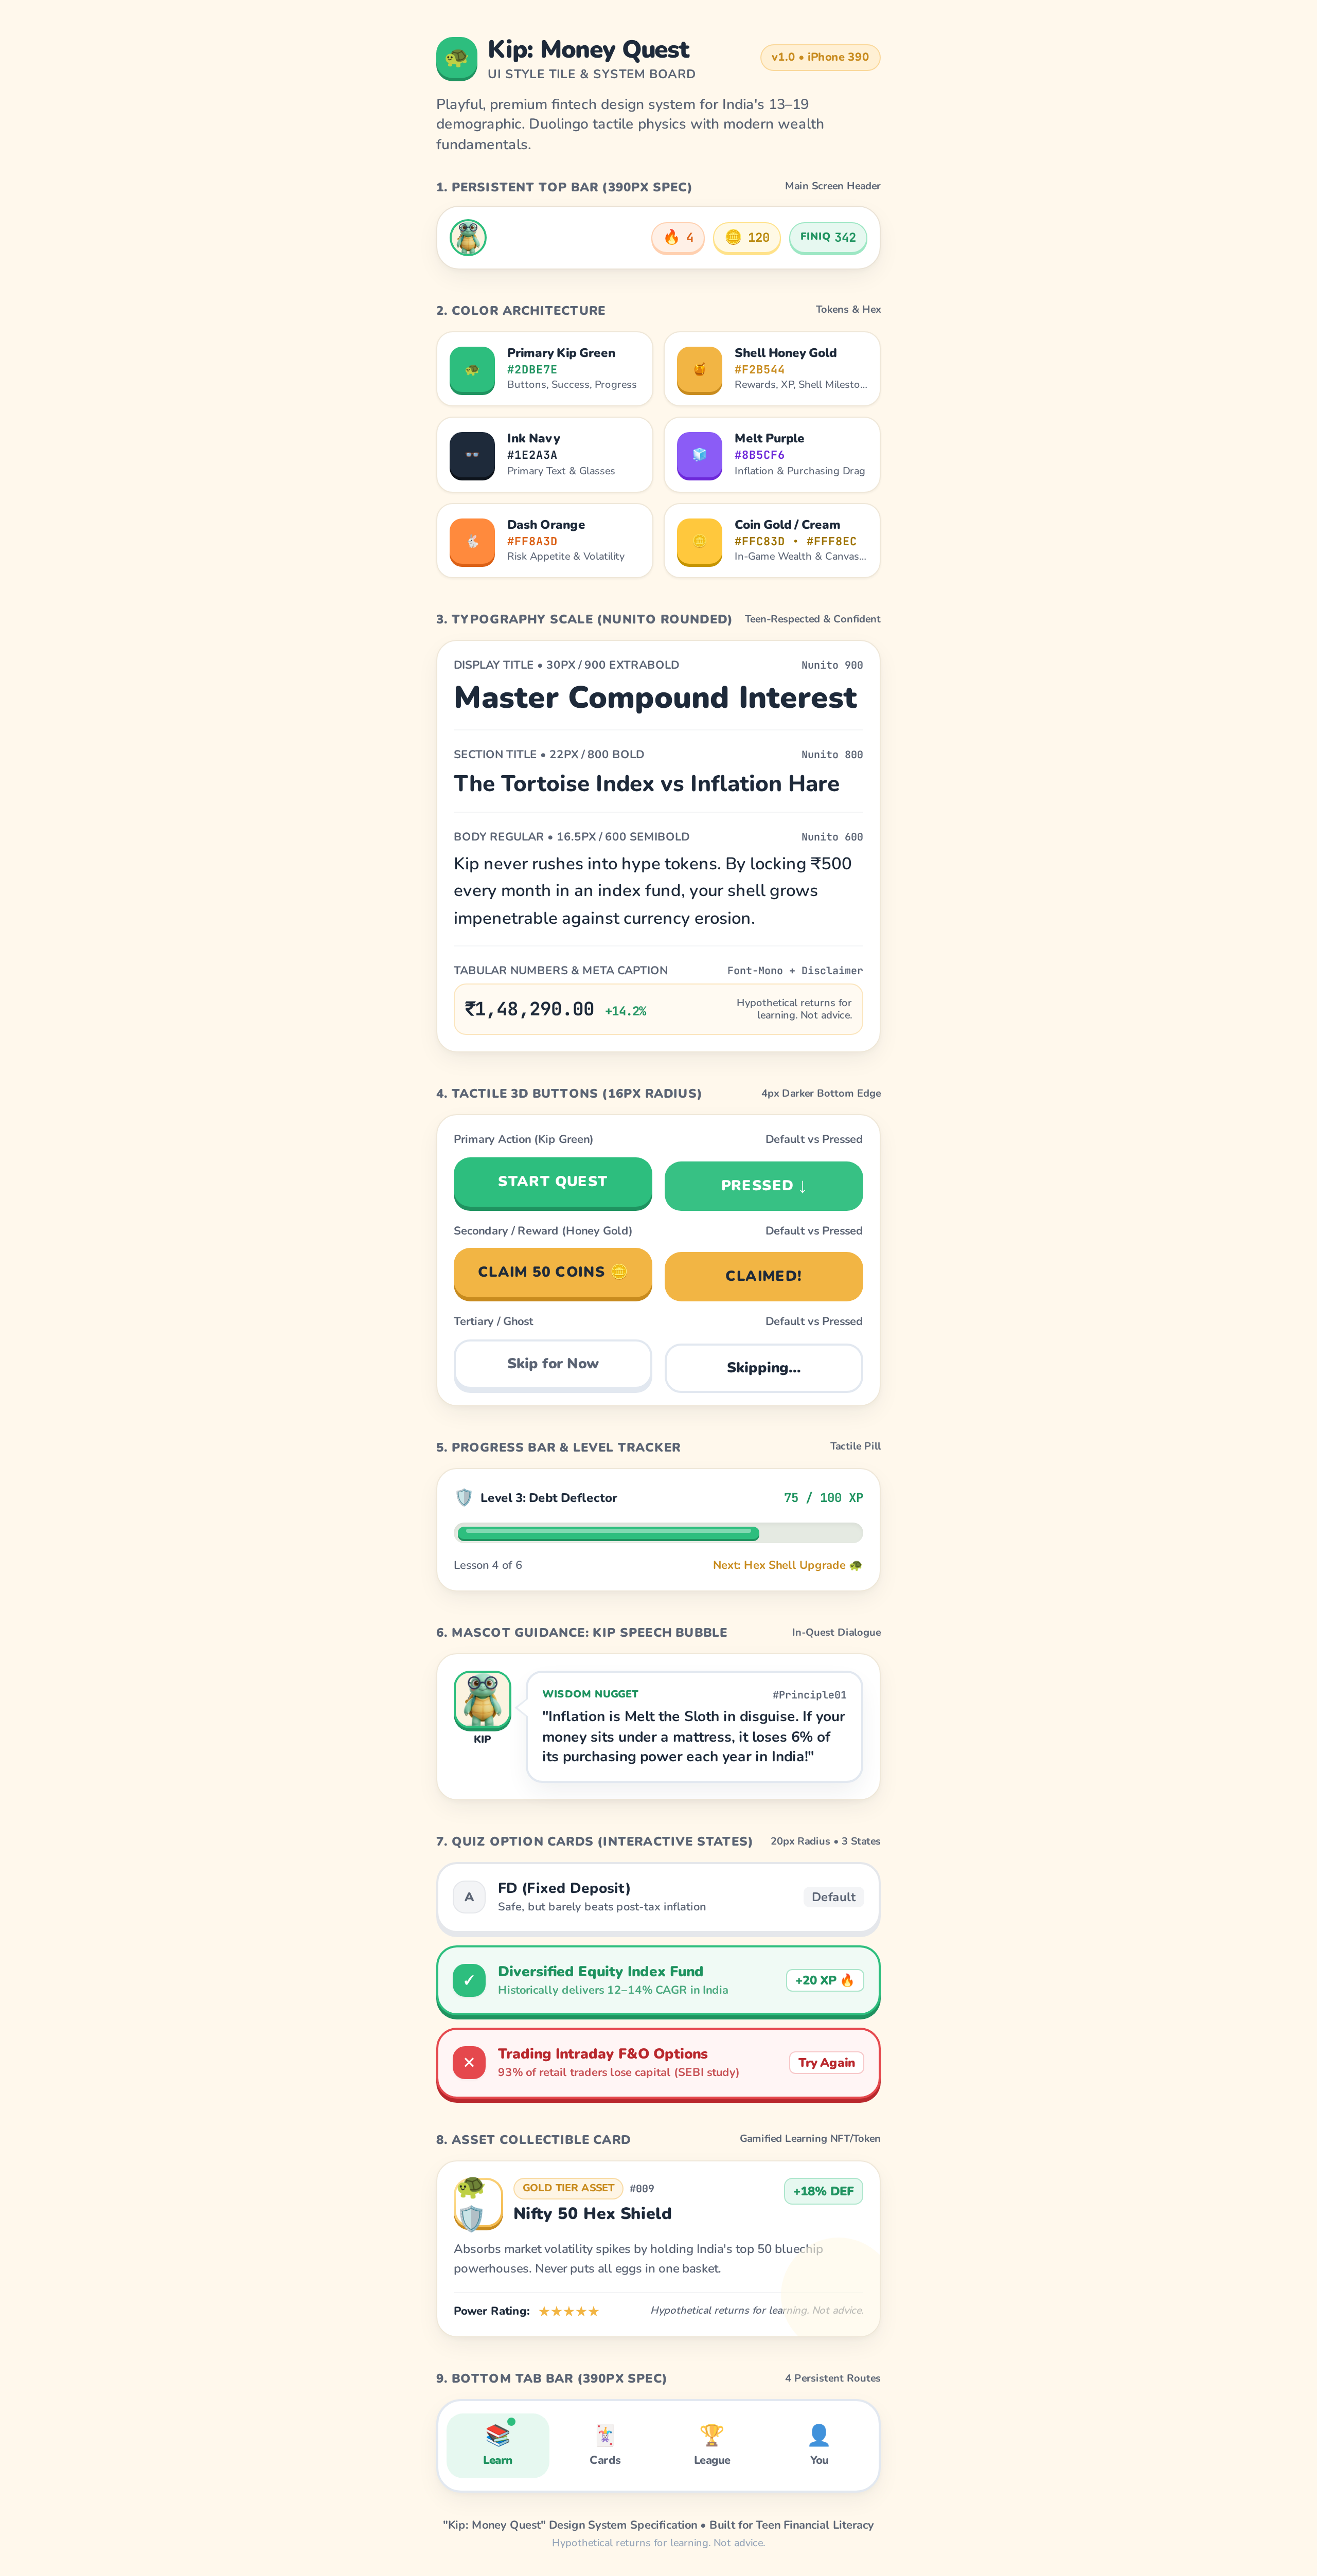 Kip: Money Quest
UI STYLE TILE & SYSTEM BOARD
v1.0 • iPhone 390
Playful, premium fintech design system for India's 13–19
demographic. Duolingo tactile physics with modern wealth
fundamentals.
1. PERSISTENT TOP BAR (390PX SPEC)
Main Screen Header
4
120
FINIQ 342
2. COLOR ARCHITECTURE
Tokens & Hex
Primary Kip Green
#2DBE7E
Buttons, Success, Progress
Shell Honey Gold
#F2B544
Rewards, XP, Shell Milesto...
Ink Navy
#1E2A3A
Primary Text & Glasses
Melt Purple
#8B5CF6
Inflation & Purchasing Drag
Dash Orange
#FF8A3D
Risk Appetite & Volatility
Coin Gold / Cream
#FFC83D • #FFF8EC
In-Game Wealth & Canvas...
3. TYPOGRAPHY SCALE (NUNITO ROUNDED)
Teen-Respected & Confident
DISPLAY TITLE • 30PX / 900 EXTRABOLD
Nunito 900
Master Compound Interest
SECTION TITLE • 22PX / 800 BOLD
Nunito 800
The Tortoise Index vs Inflation Hare
BODY REGULAR • 16.5PX / 600 SEMIBOLD
Nunito 600
Kip never rushes into hype tokens. By locking ₹500
every month in an index fund, your shell grows
impenetrable against currency erosion.
TABULAR NUMBERS & META CAPTION
Font-Mono + Disclaimer
₹1,48,290.00 +14.2%
Hypothetical returns for
learning. Not advice.
4. TACTILE 3D BUTTONS (16PX RADIUS)
4px Darker Bottom Edge
Primary Action (Kip Green)
Default vs Pressed
START QUEST
PRESSED ↓
Secondary / Reward (Honey Gold)
Default vs Pressed
CLAIM 50 COINS
CLAIMED!
Tertiary / Ghost
Default vs Pressed
Skip for Now
Skipping...
5. PROGRESS BAR & LEVEL TRACKER
Tactile Pill
Level 3: Debt Deflector
75 / 100 XP
Lesson 4 of 6
Next: Hex Shell Upgrade
6. MASCOT GUIDANCE: KIP SPEECH BUBBLE
In-Quest Dialogue
KIP
WISDOM NUGGET
#Principle01
"Inflation is Melt the Sloth in disguise. If your
money sits under a mattress, it loses 6% of
its purchasing power each year in India!"
7. QUIZ OPTION CARDS (INTERACTIVE STATES)
20px Radius • 3 States
A
FD (Fixed Deposit)
Safe, but barely beats post-tax inflation
Default
✓
Diversified Equity Index Fund
Historically delivers 12–14% CAGR in India
+20 XP
✕
Trading Intraday F&O Options
93% of retail traders lose capital (SEBI study)
Try Again
8. ASSET COLLECTIBLE CARD
Gamified Learning NFT/Token
GOLD TIER ASSET
#009
+18% DEF
Nifty 50 Hex Shield
Absorbs market volatility spikes by holding India's top 50 bluechip
powerhouses. Never puts all eggs in one basket.
Power Rating: ★★★★★
Hypothetical returns for learning. Not advice.
9. BOTTOM TAB BAR (390PX SPEC)
4 Persistent Routes
Learn
Cards
League
You
"Kip: Money Quest" Design System Specification • Built for Teen Financial Literacy
Hypothetical returns for learning. Not advice.